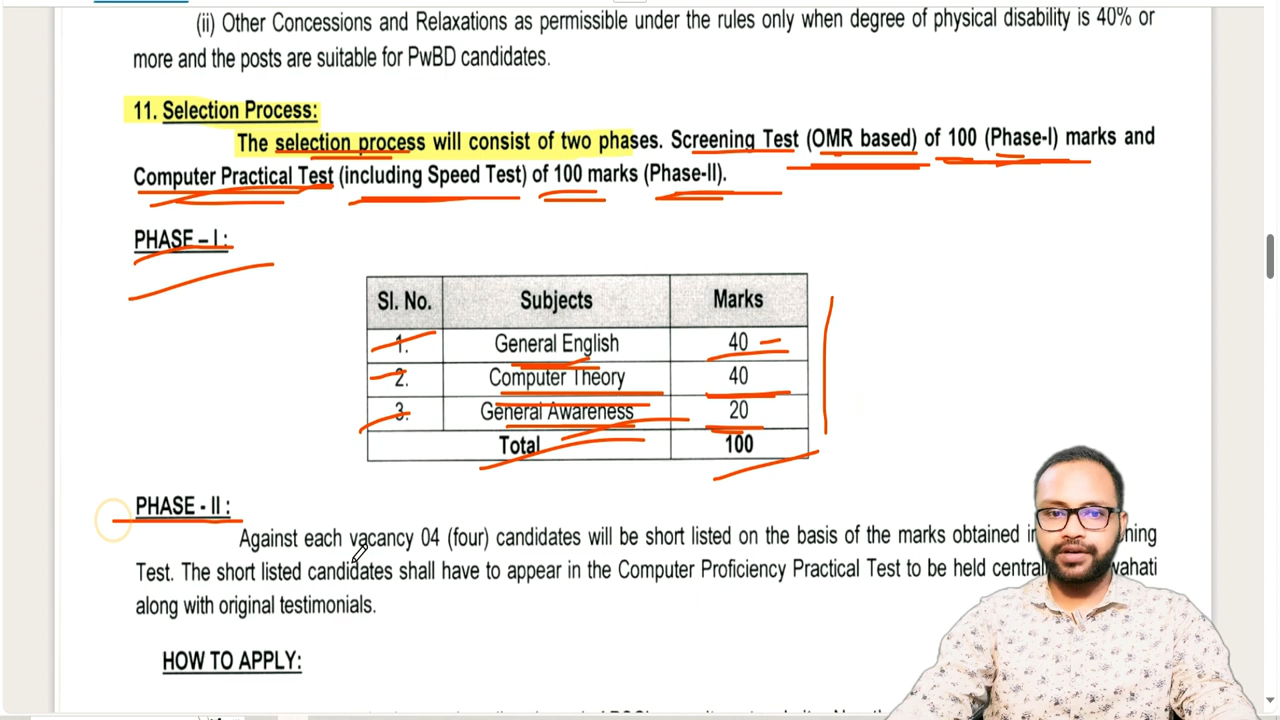 (ii) Other Concessions and Relaxations as permissible under the rules only when degree of physical disability is 40% or
more and the posts are suitable for PwBD candidates.
11. Selection Process:
The selection process will consist of two phases. Screening Test (OMR based) of 100 (Phase-I) marks and
Computer Practical Test (including Speed Test) of 100 marks (Phase-II).
PHASE – I :
Sl. No. Subjects Marks
1. General English 40
2. Computer Theory 40
3. General Awareness 20
Total 100
PHASE - II :
Against each vacancy 04 (four) candidates will be short listed on the basis of the marks obtained
Test. The short listed candidates shall have to appear in the Computer Proficiency Practical Test to be held
along with original testimonials.
HOW TO APPLY: